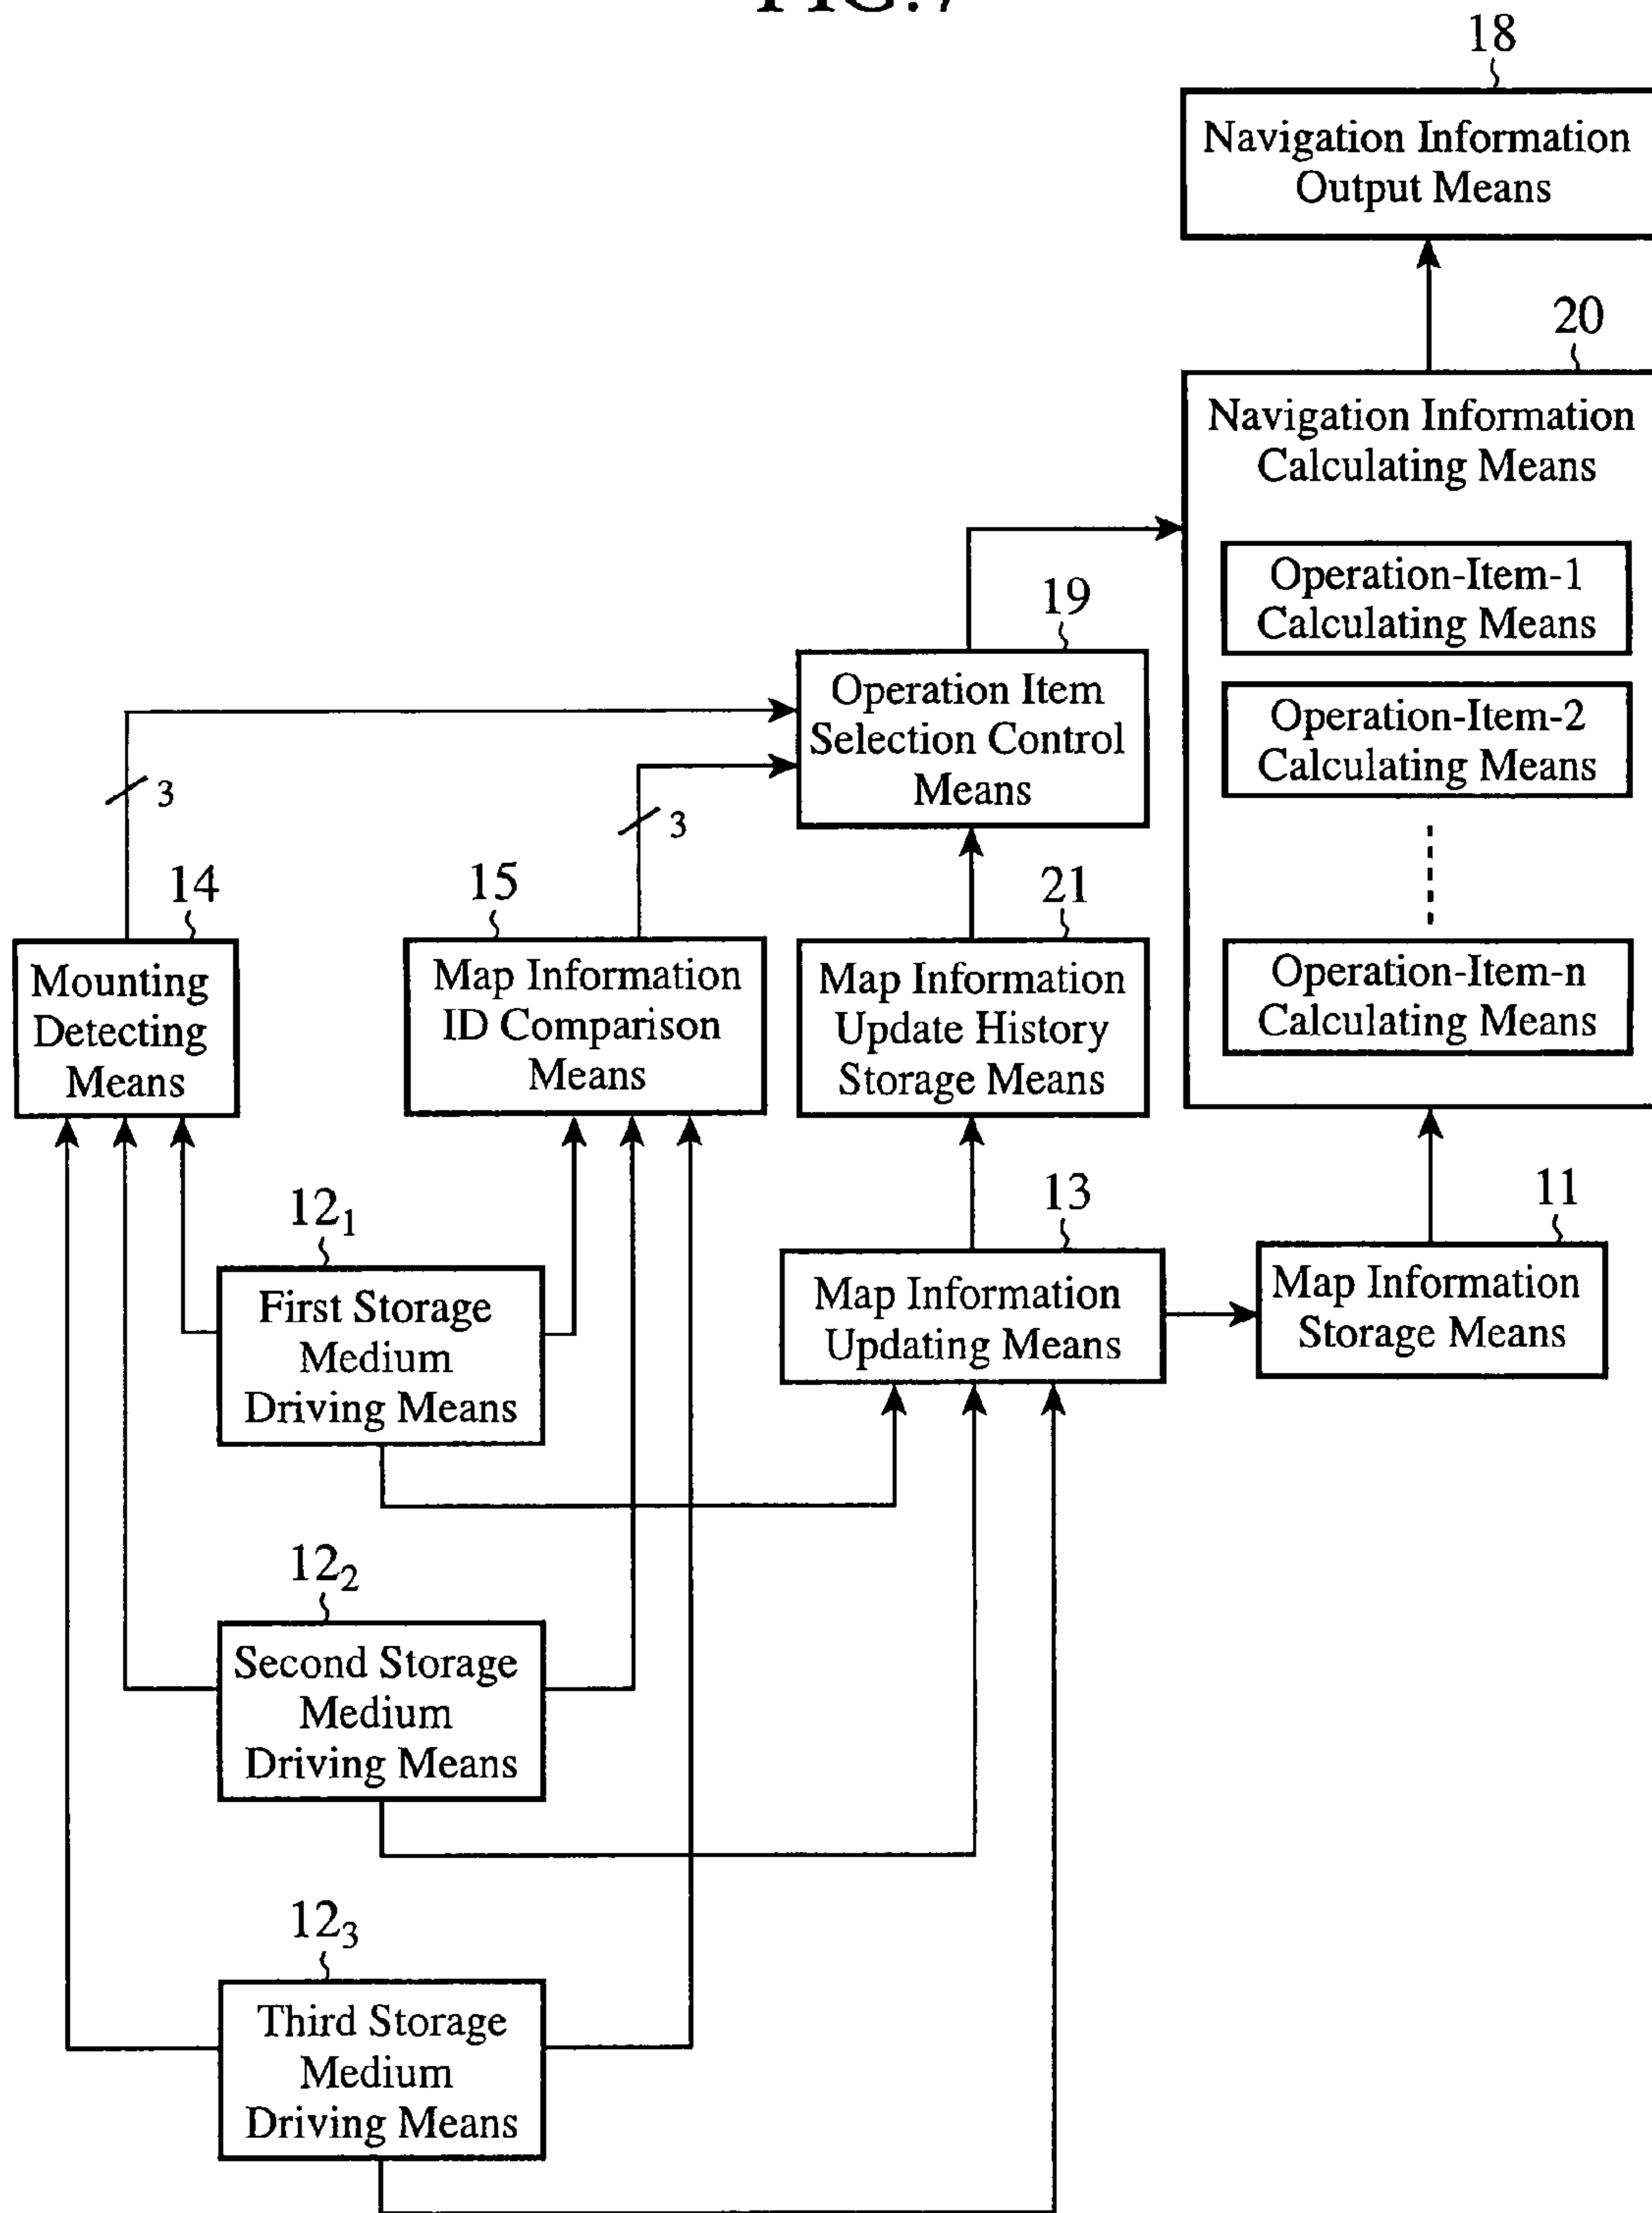 FIG.7
18
Navigation Information
Output Means
20
Navigation Information
Calculating Means
Operation-Item-1
Calculating Means
Operation-Item-2
Calculating Means
Operation-Item-n
Calculating Means
19
Operation Item
Selection Control
Means
3
3
14
Mounting
Detecting
Means
15
Map Information
ID Comparison
Means
21
Map Information
Update History
Storage Means
12₁
First Storage
Medium
Driving Means
13
Map Information
Updating Means
11
Map Information
Storage Means
12₂
Second Storage
Medium
Driving Means
12₃
Third Storage
Medium
Driving Means